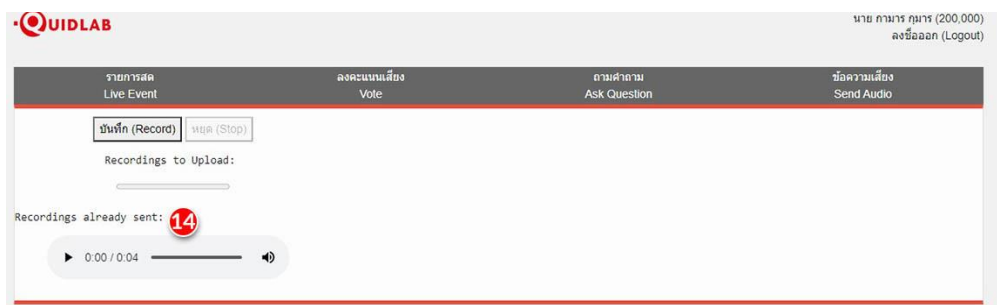 QUIDLAB
นาย กามาร กุมาร (200,000)
ลงชื่อออก (Logout)
รายการสด ลงคะแนนเสียง ถามคำถาม ข้อความเสียง
Live Event Vote Ask Question Send Audio
บันทึก (Record) หยุด (Stop)
Recordings to Upload:
Recordings already sent: 14
0:00 / 0:04